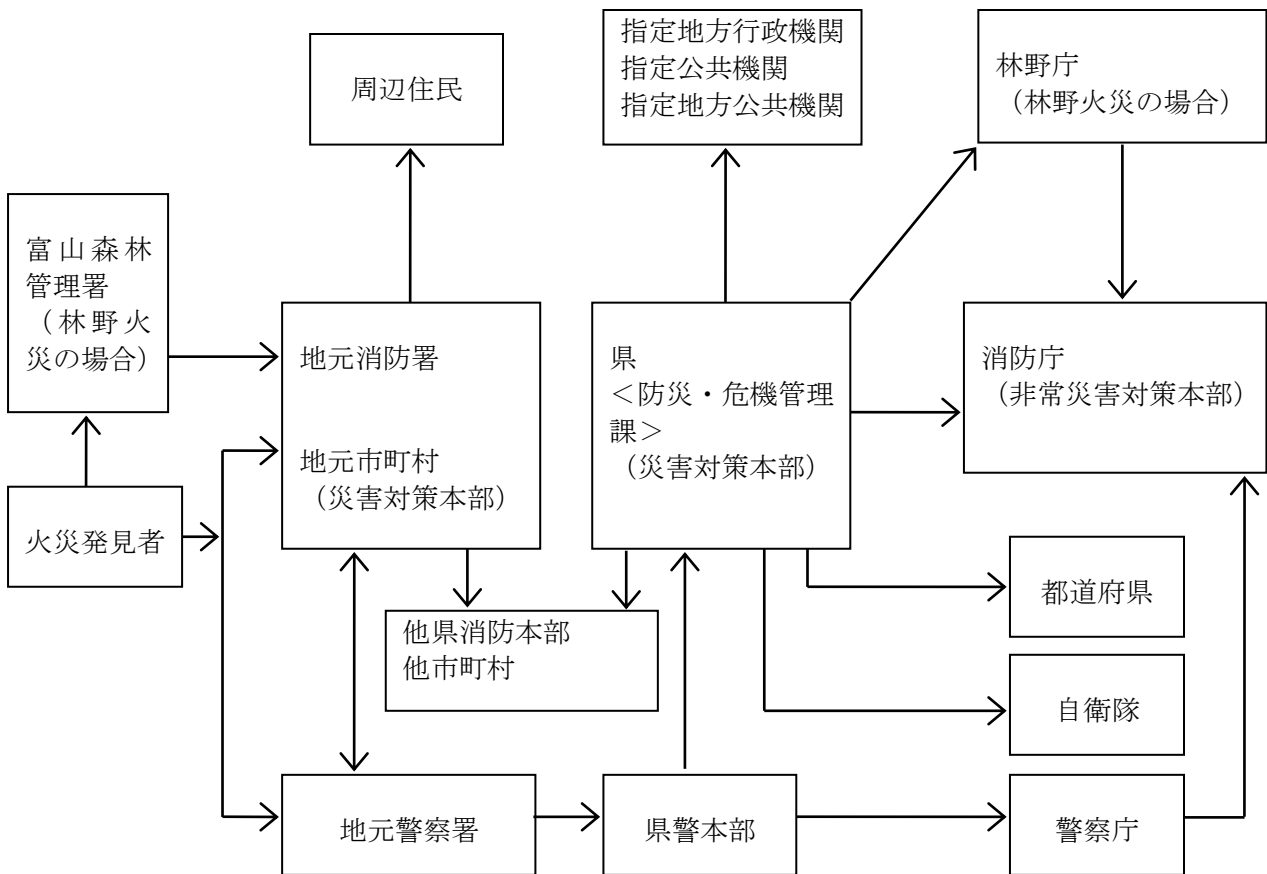 指定地方行政機関
指定公共機関
指定地方公共機関
林野庁
（林野火災の場合）
周辺住民
富山森林
管理署
（林野火
災の場合）
地元消防署
地元市町村
（災害対策本部）
県
＜防災・危機管理
課＞
（災害対策本部）
消防庁
（非常災害対策本部）
火災発見者
他県消防本部
他市町村
都道府県
自衛隊
地元警察署
県警本部
警察庁